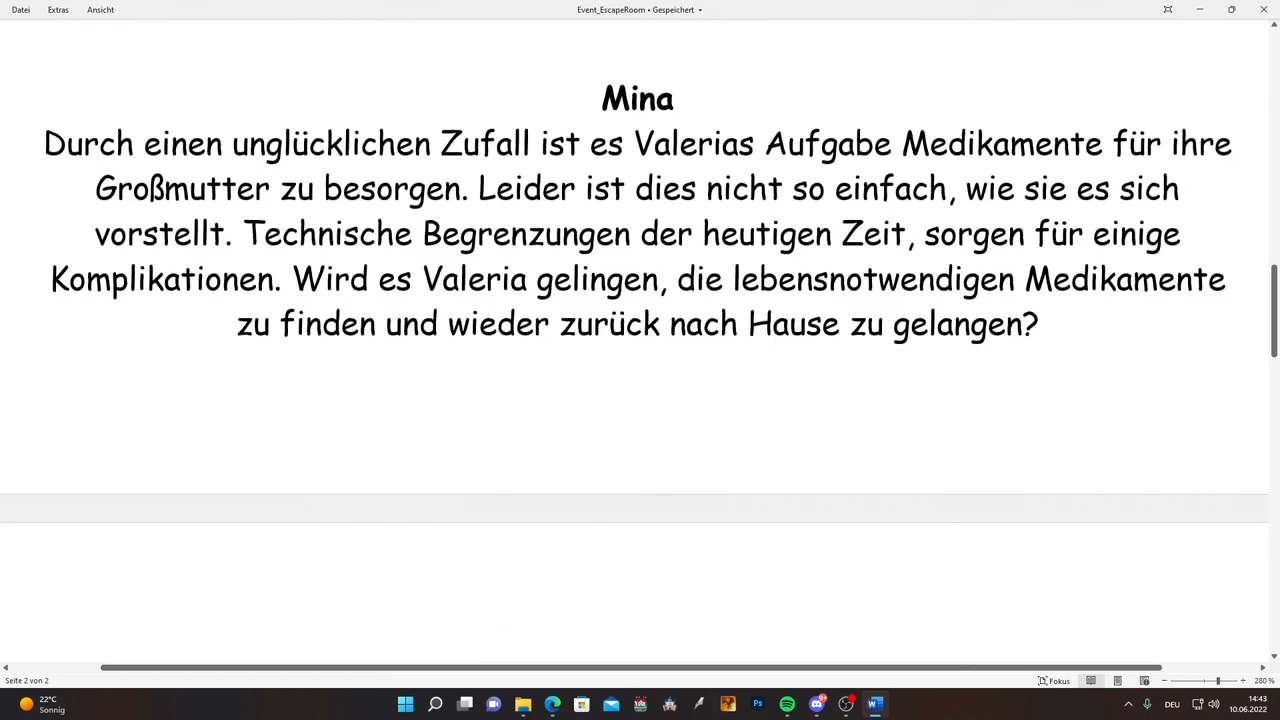 Datei Extras Ansicht
Event_EscapeRoom • Gespeichert
Mina
Durch einen unglücklichen Zufall ist es Valerias Aufgabe Medikamente für ihre
Großmutter zu besorgen. Leider ist dies nicht so einfach, wie sie es sich
vorstellt. Technische Begrenzungen der heutigen Zeit, sorgen für einige
Komplikationen. Wird es Valeria gelingen, die lebensnotwendigen Medikamente
zu finden und wieder zurück nach Hause zu gelangen?
Seite 2 von 2
Fokus
280 %
22°C
Sonnig
Ps
W
DEU
14:43
10.06.2022